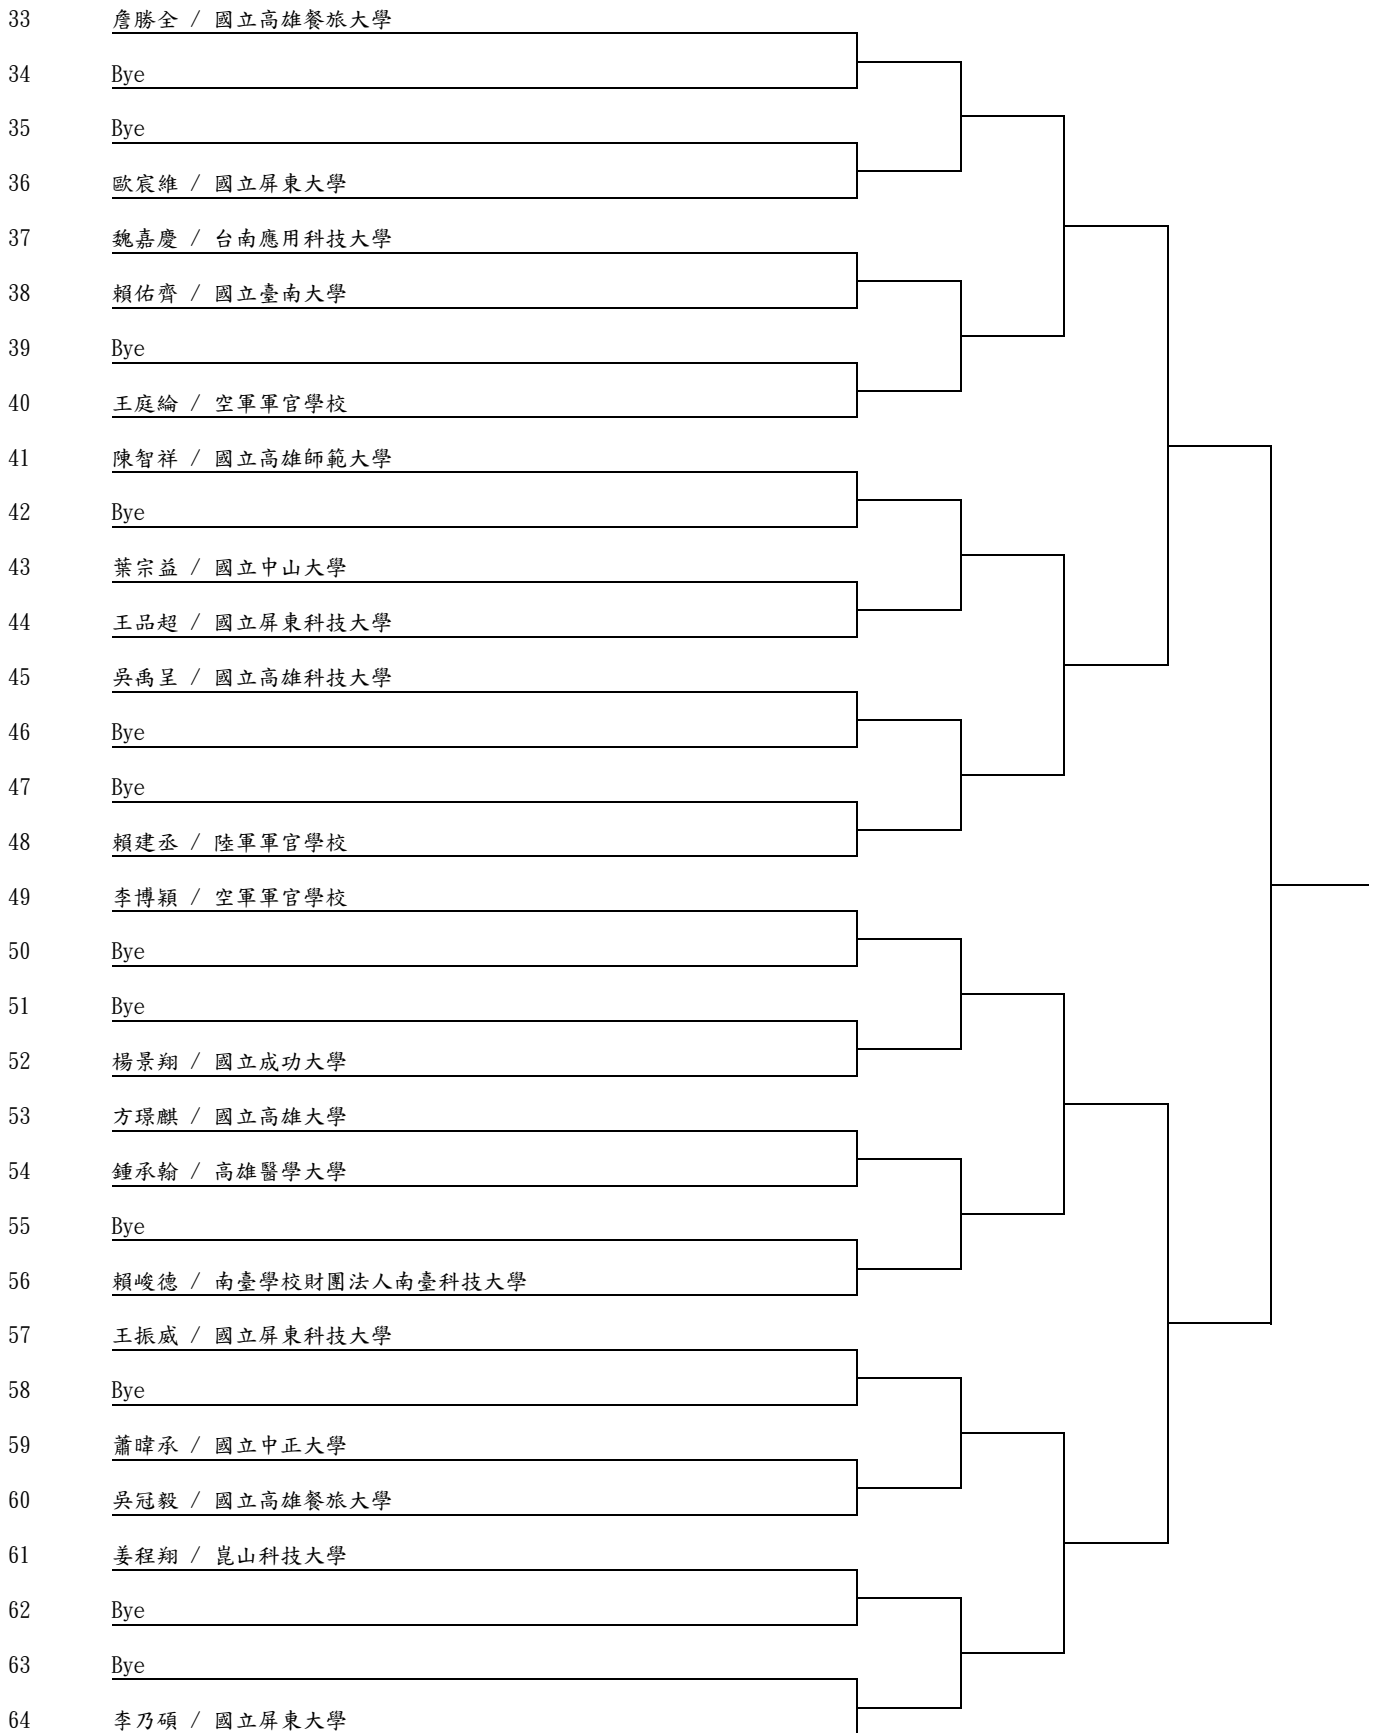 33 詹勝全 / 國立高雄餐旅大學
34 Bye
35 Bye
36 歐宸維 / 國立屏東大學
37 魏嘉慶 / 台南應用科技大學
38 賴佑齊 / 國立臺南大學
39 Bye
40 王庭綸 / 空軍軍官學校
41 陳智祥 / 國立高雄師範大學
42 Bye
43 葉宗益 / 國立中山大學
44 王品超 / 國立屏東科技大學
45 吳禹呈 / 國立高雄科技大學
46 Bye
47 Bye
48 賴建丞 / 陸軍軍官學校
49 李博穎 / 空軍軍官學校
50 Bye
51 Bye
52 楊景翔 / 國立成功大學
53 方璟麒 / 國立高雄大學
54 鍾承翰 / 高雄醫學大學
55 Bye
56 賴峻德 / 南臺學校財團法人南臺科技大學
57 王振威 / 國立屏東科技大學
58 Bye
59 蕭暐承 / 國立中正大學
60 吳冠毅 / 國立高雄餐旅大學
61 姜程翔 / 崑山科技大學
62 Bye
63 Bye
64 李乃碩 / 國立屏東大學